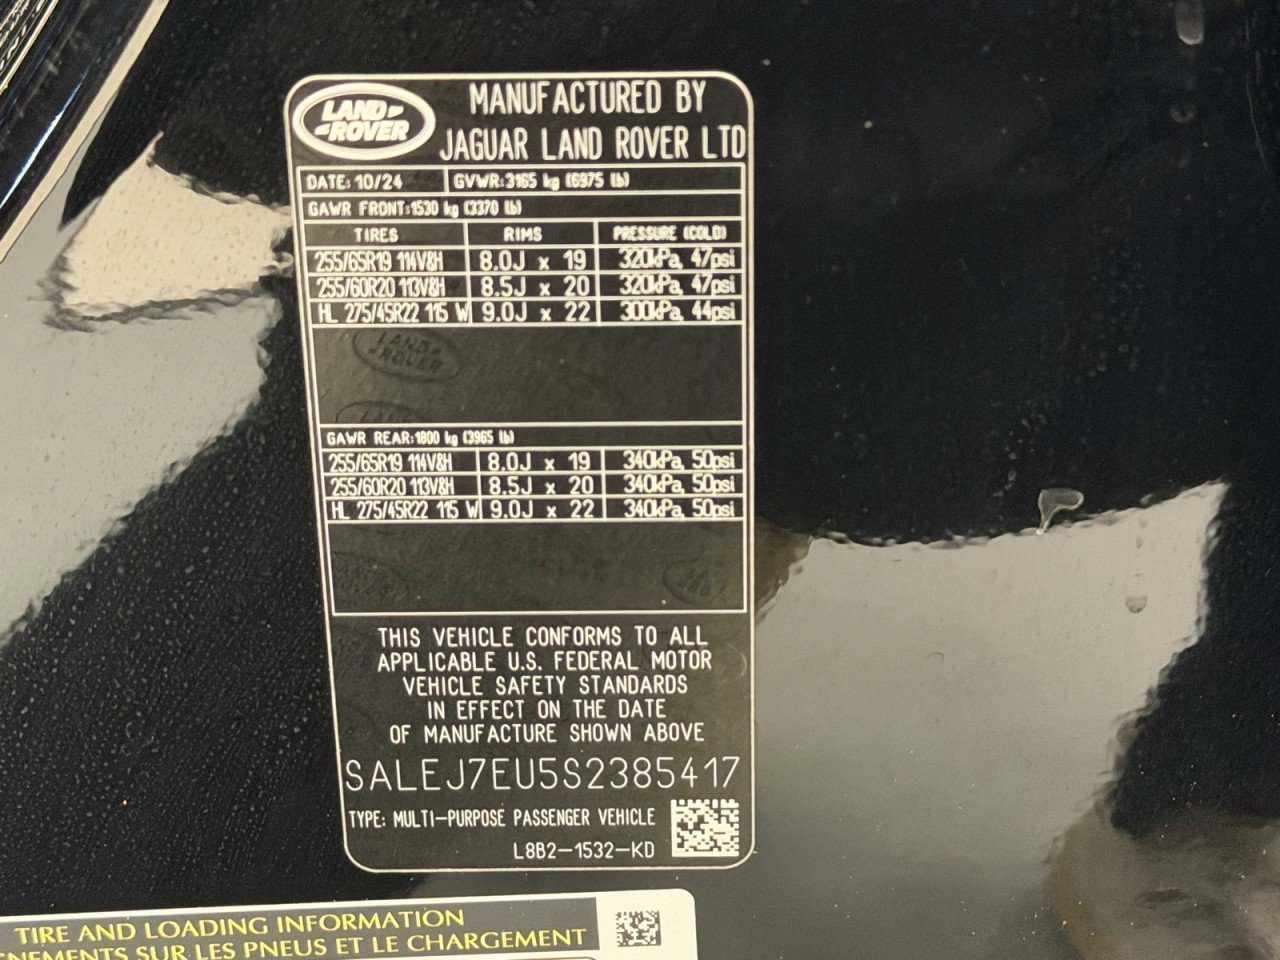 LAND
ROVER
MANUFACTURED BY
JAGUAR LAND ROVER LTD
DATE: 10/24 GVWR: 3165 kg (6975 lb)
GAWR FRONT: 1530 kg (3370 lb)
TIRES RIMS PRESSURE (COLD)
255/65R19 114V&H 8.0J x 19 320kPa, 47psi
255/60R20 113V&H 8.5J x 20 320kPa, 47psi
HL 275/45R22 115 W 9.0J x 22 300kPa, 44psi
LAND
ROVER
GAWR REAR: 1800 kg (3965 lb)
255/65R19 114V&H 8.0J x 19 340kPa, 50psi
255/60R20 113V&H 8.5J x 20 340kPa, 50psi
HL 275/45R22 115 W 9.0J x 22 340kPa, 50psi
THIS VEHICLE CONFORMS TO ALL
APPLICABLE U.S. FEDERAL MOTOR
VEHICLE SAFETY STANDARDS
IN EFFECT ON THE DATE
OF MANUFACTURE SHOWN ABOVE
SALEJ7EU5S2385417
TYPE: MULTI-PURPOSE PASSENGER VEHICLE
L8B2-1532-KD
TIRE AND LOADING INFORMATION
SUR LES PNEUS ET LE CHARGEMENT